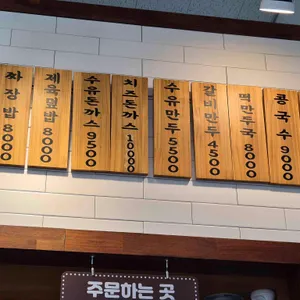 짜장밥 8000
제육덮밥 8000
수유돈까스 9500
치즈돈까스 10000
수유만두 5500
갈비만두 4500
떡만두국 8000
콩국수 9000
주문하는 곳